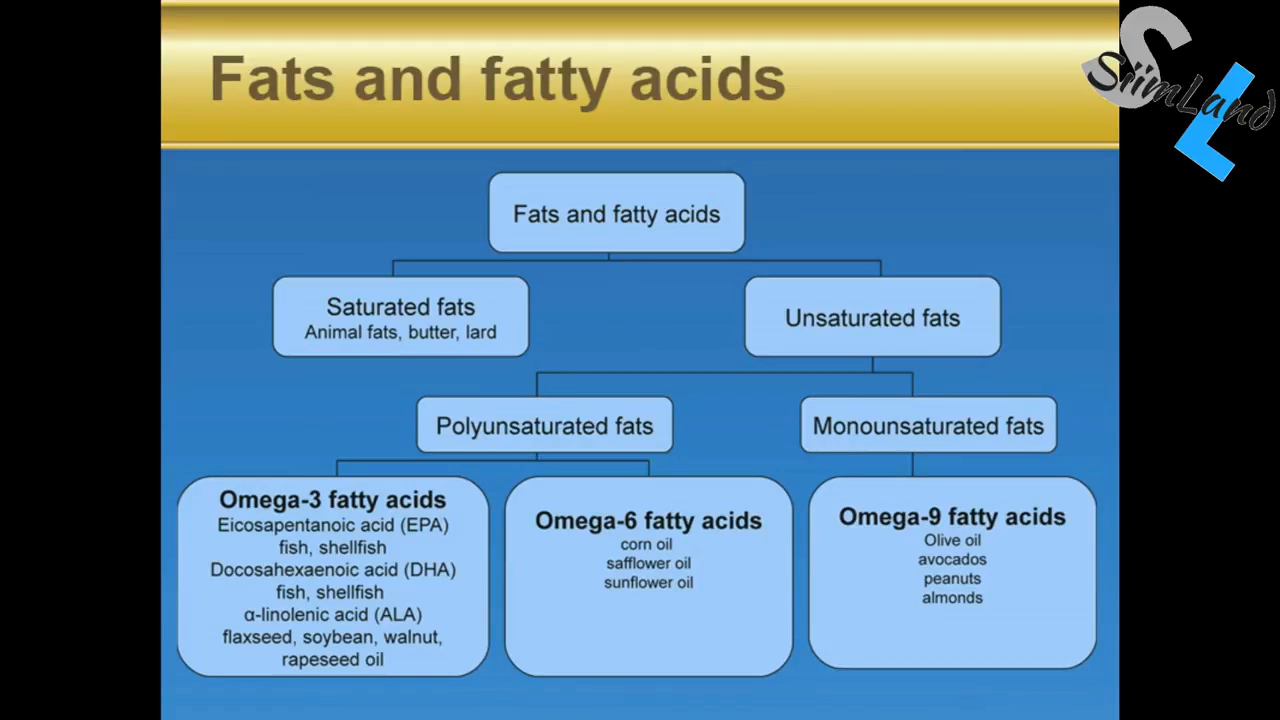 Fats and fatty acids
SiimLand
SL
Fats and fatty acids
Saturated fats
Animal fats, butter, lard
Unsaturated fats
Polyunsaturated fats
Monounsaturated fats
Omega-3 fatty acids
Eicosapentanoic acid (EPA)
fish, shellfish
Docosahexaenoic acid (DHA)
fish, shellfish
α-linolenic acid (ALA)
flaxseed, soybean, walnut,
rapeseed oil
Omega-6 fatty acids
corn oil
safflower oil
sunflower oil
Omega-9 fatty acids
Olive oil
avocados
peanuts
almonds